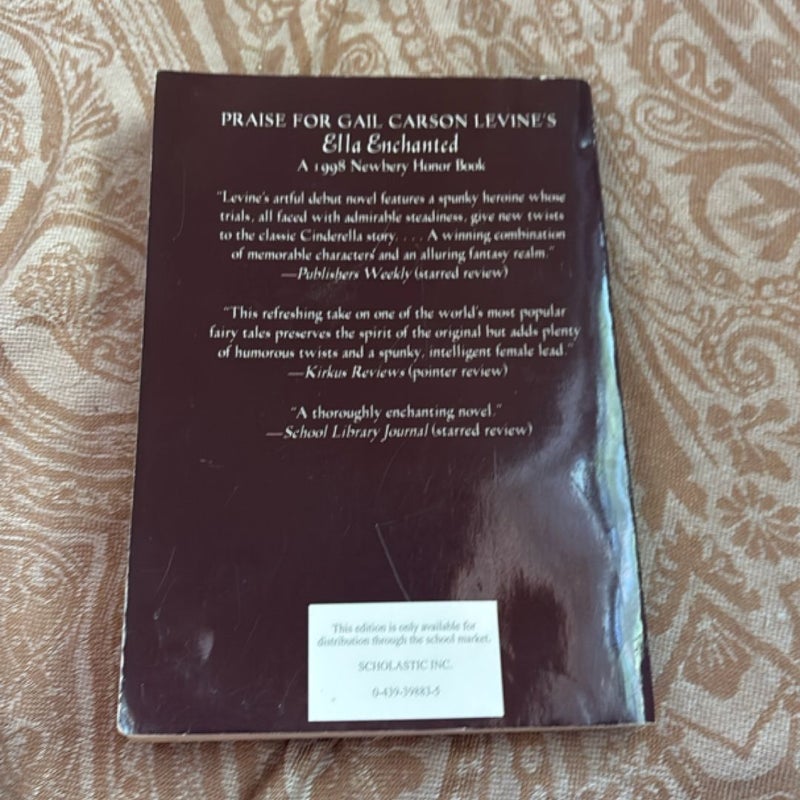 PRAISE FOR GAIL CARSON LEVINE'S
Ella Enchanted
A 1998 Newbery Honor Book
"Levine's artful debut novel features a spunky heroine whose
trials, all faced with admirable steadiness, give new twists
to the classic Cinderella story. . . . A winning combination
of memorable characters and an alluring fantasy realm."
—Publishers Weekly (starred review)
"This refreshing take on one of the world's most popular
fairy tales preserves the spirit of the original but adds plenty
of humorous twists and a spunky, intelligent female lead."
—Kirkus Reviews (pointer review)
"A thoroughly enchanting novel."
—School Library Journal (starred review)
This edition is only available for
distribution through the school market.
SCHOLASTIC INC.
0-439-39883-5